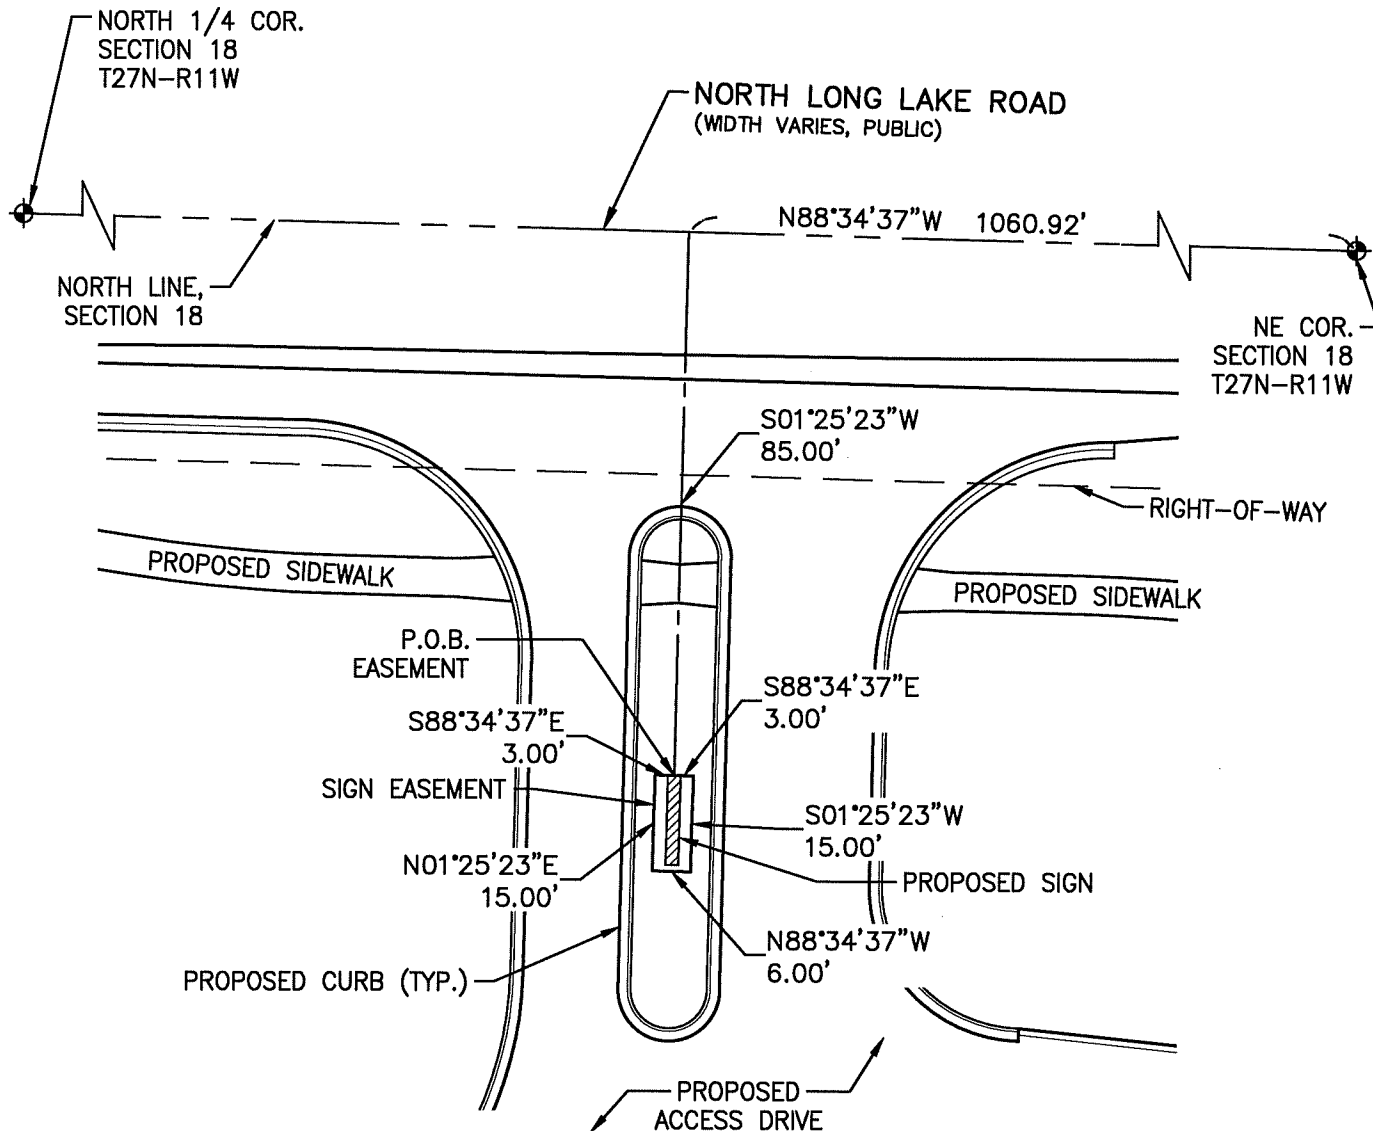 NORTH 1/4 COR.
SECTION 18
T27N-R11W
NORTH LONG LAKE ROAD
(WIDTH VARIES, PUBLIC)
N88°34'37"W 1060.92'
NORTH LINE,
SECTION 18
NE COR.
SECTION 18
T27N-R11W
S01°25'23"W
85.00'
RIGHT-OF-WAY
PROPOSED SIDEWALK
PROPOSED SIDEWALK
P.O.B.
EASEMENT
S88°34'37"E
3.00'
S88°34'37"E
3.00'
SIGN EASEMENT
S01°25'23"W
15.00'
N01°25'23"E
15.00'
PROPOSED SIGN
N88°34'37"W
6.00'
PROPOSED CURB (TYP.)
PROPOSED
ACCESS DRIVE